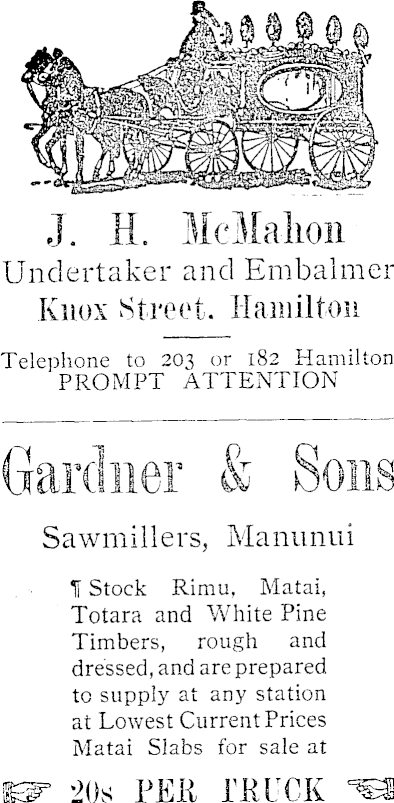 J. H. McMahon
Undertaker and Embalmer
Knox Street. Hamilton
Telephone to 203 or 182 Hamilton
PROMPT ATTENTION
Gardner & Sons
Sawmillers, Manunui
¶ Stock Rimu, Matai,
Totara and White Pine
Timbers, rough and
dressed, and are prepared
to supply at any station
at Lowest Current Prices
Matai Slabs for sale at
20s PER TRUCK